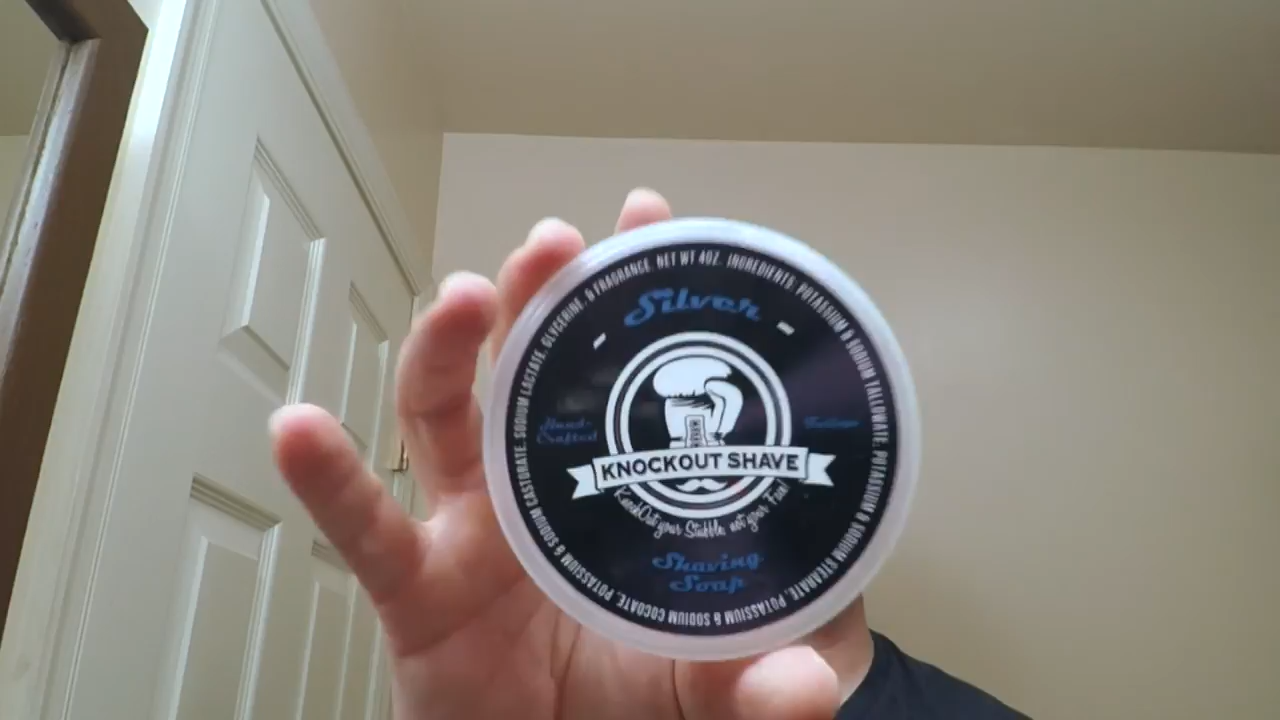 NET WT 4OZ. INGREDIENTS: POTASSIUM & SODIUM TALLOWATE, POTASSIUM & SODIUM STEARATE, POTASSIUM & SODIUM COCOATE, POTASSIUM & SODIUM CASTORATE, SODIUM LACTATE, GLYCERINE, & FRAGRANCE.
Silver
Hand-
Crafted
Tallow
KNOCKOUT SHAVE
KnockOut your Stubble, not your Face!
Shaving
Soap